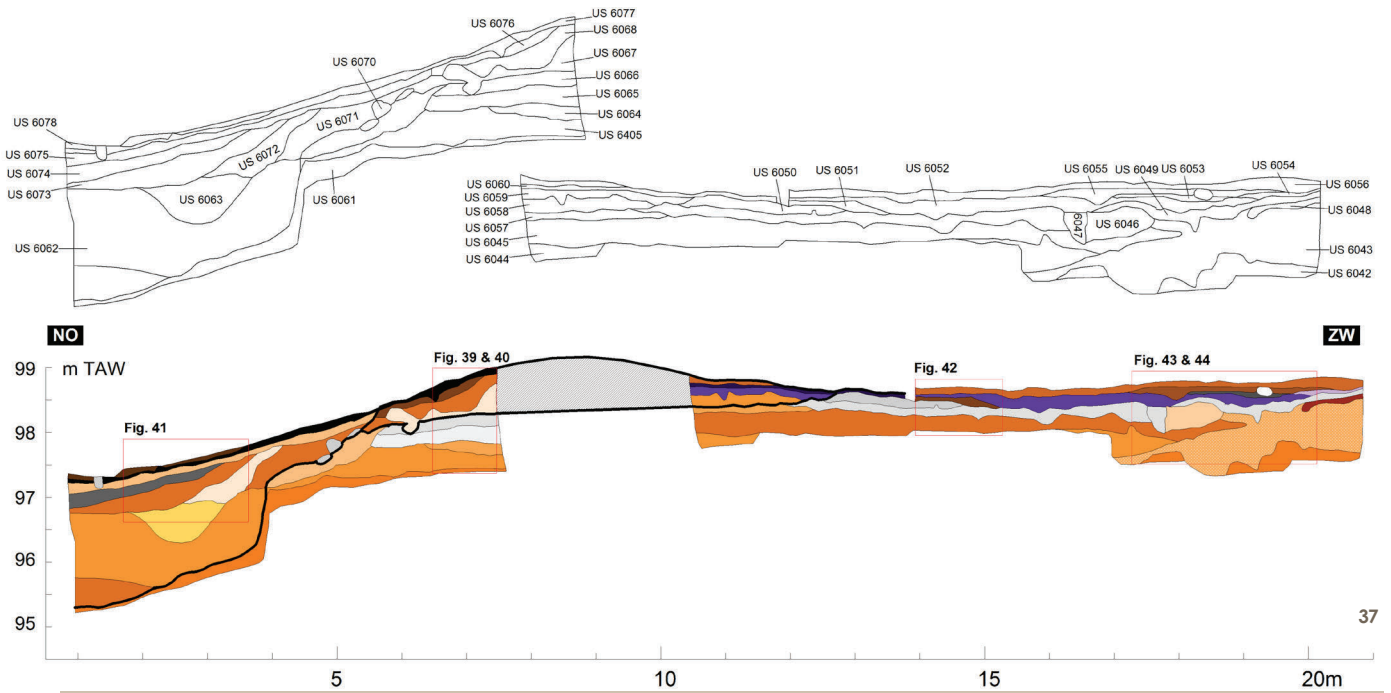 US 6077
US 6076
US 6068
US 6067
US 6070
US 6066
US 6065
US 6064
US 6071
US 6078
US 6405
US 6075
US 6072
US 6074
US 6073
US 6063
US 6061
US 6062
US 6060
US 6059
US 6058
US 6057
US 6045
US 6044
US 6050
US 6051
US 6052
US 6055
US 6049
US 6053
US 6054
US 6056
US 6048
6047
US 6046
US 6043
US 6042
NO
ZW
99
m TAW
Fig. 39 & 40
Fig. 42
Fig. 43 & 44
98
Fig. 41
97
96
95
37
5
10
15
20m